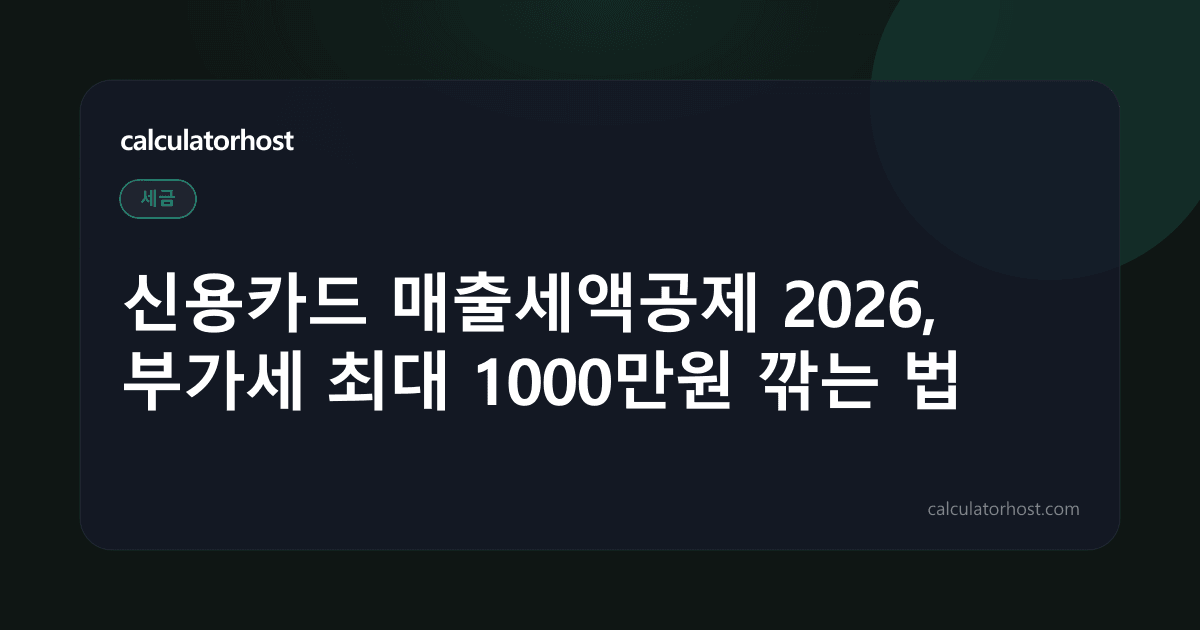 calculatorhost
세금
신용카드 매출세액공제 2026,
부가세 최대 1000만원 깎는 법
calculatorhost.com